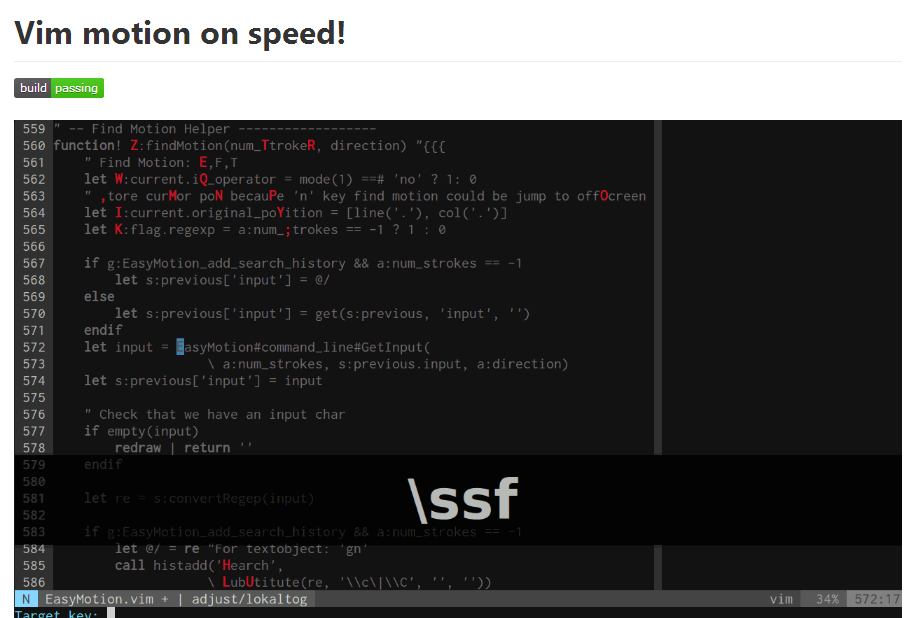 Vim motion on speed!
build passing
559 " -- Find Motion Helper ------------------
560 function! Z:findMotion(num_TtrokeR, direction) "{{{
561     " Find Motion: E,F,T
562     let W:current.iQ_operator = mode(1) ==# 'no' ? 1: 0
563     " ,tore curMor poN becauPe 'n' key find motion could be jump to offOcreen
564     let I:current.original_poYition = [line('.'), col('.')]
565     let K:flag.regexp = a:num_;trokes == -1 ? 1 : 0
566
567     if g:EasyMotion_add_search_history && a:num_strokes == -1
568         let s:previous['input'] = @/
569     else
570         let s:previous['input'] = get(s:previous, 'input', '')
571     endif
572     let input = EasyMotion#command_line#GetInput(
573                     \ a:num_strokes, s:previous.input, a:direction)
574     let s:previous['input'] = input
575
576     " Check that we have an input char
577     if empty(input)
578         redraw | return ''
579     endif
580
\ssf
581     let re = s:convertRegep(input)
582
583     if g:EasyMotion_add_search_history && a:num_strokes == -1
584         let @/ = re "For textobject: 'gn'
585         call histadd('Hearch',
586                     \ LubUtitute(re, '\\c\|\\C', '', ''))
N EasyMotion.vim + | adjust/lokaltog vim 34% 572:17
Target key: